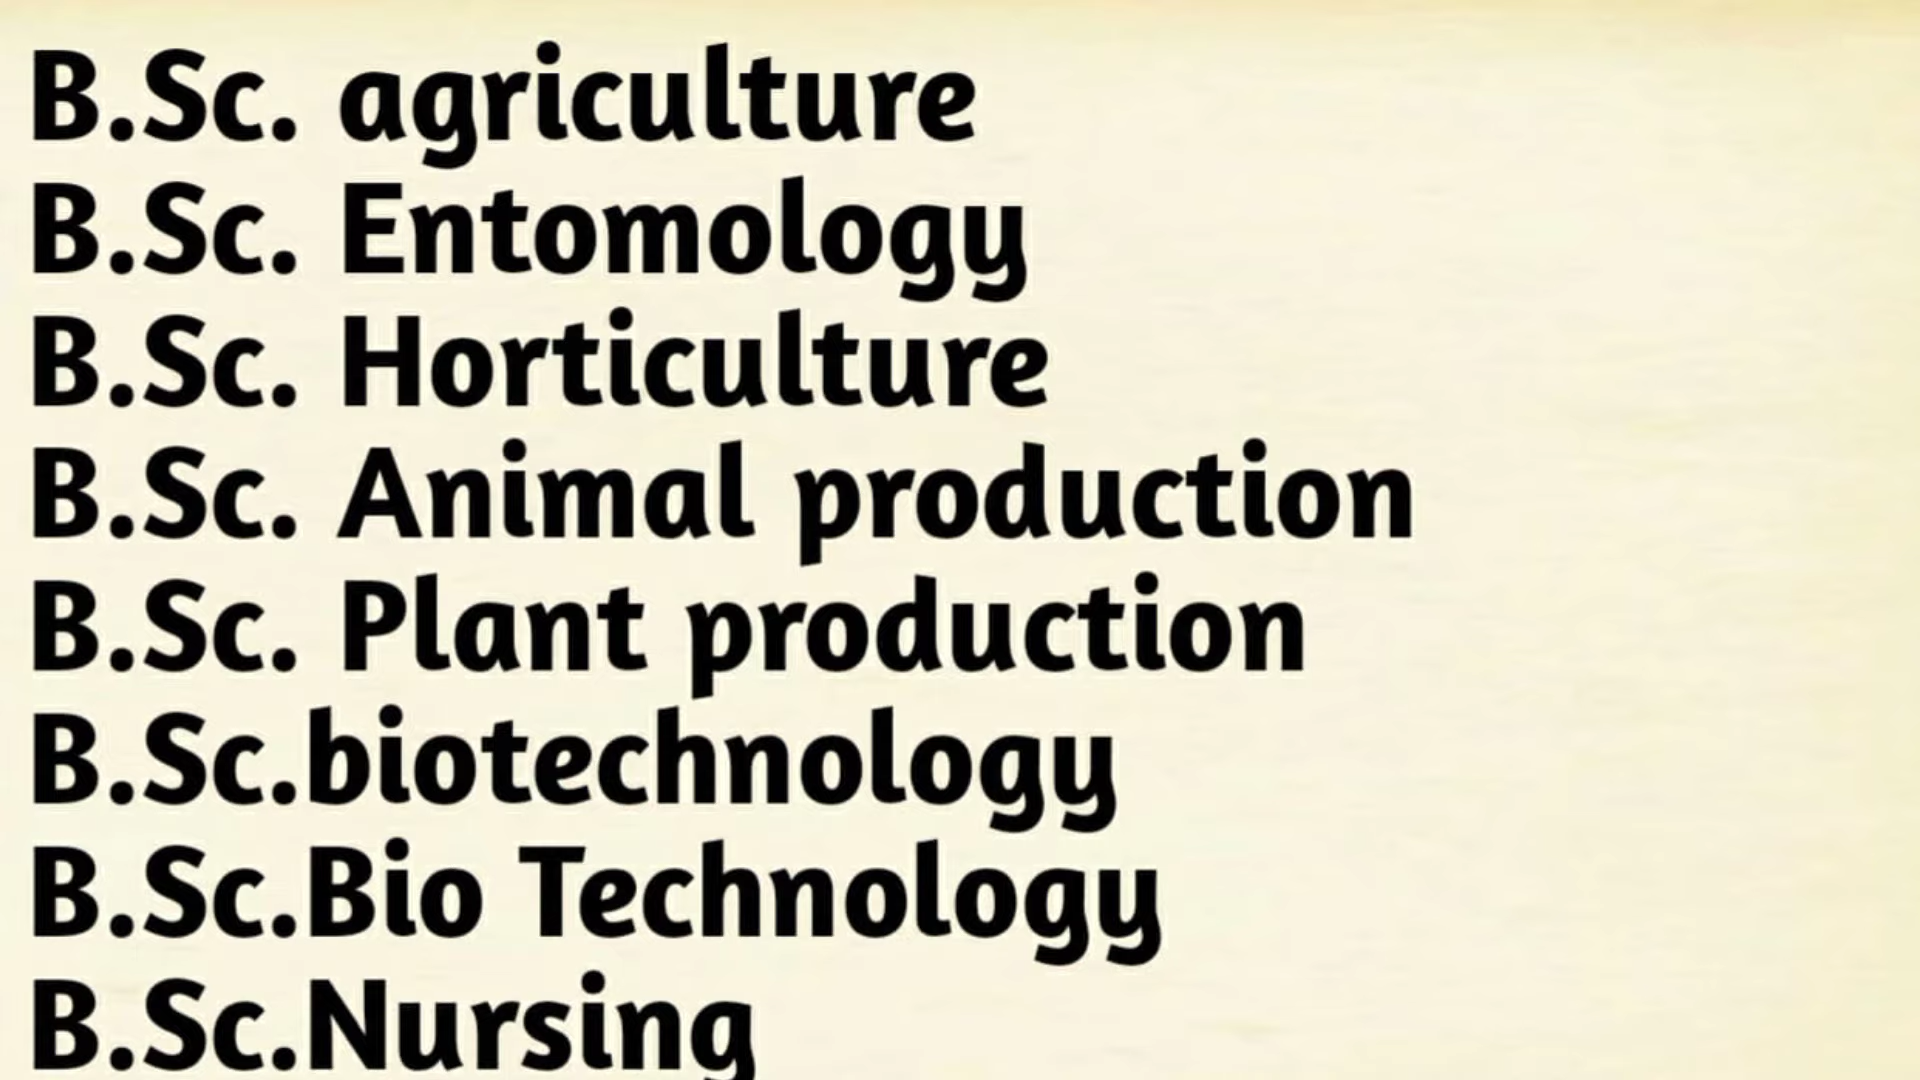 B.Sc. agriculture
B.Sc. Entomology
B.Sc. Horticulture
B.Sc. Animal production
B.Sc. Plant production
B.Sc.biotechnology
B.Sc.Bio Technology
B.Sc.Nursing